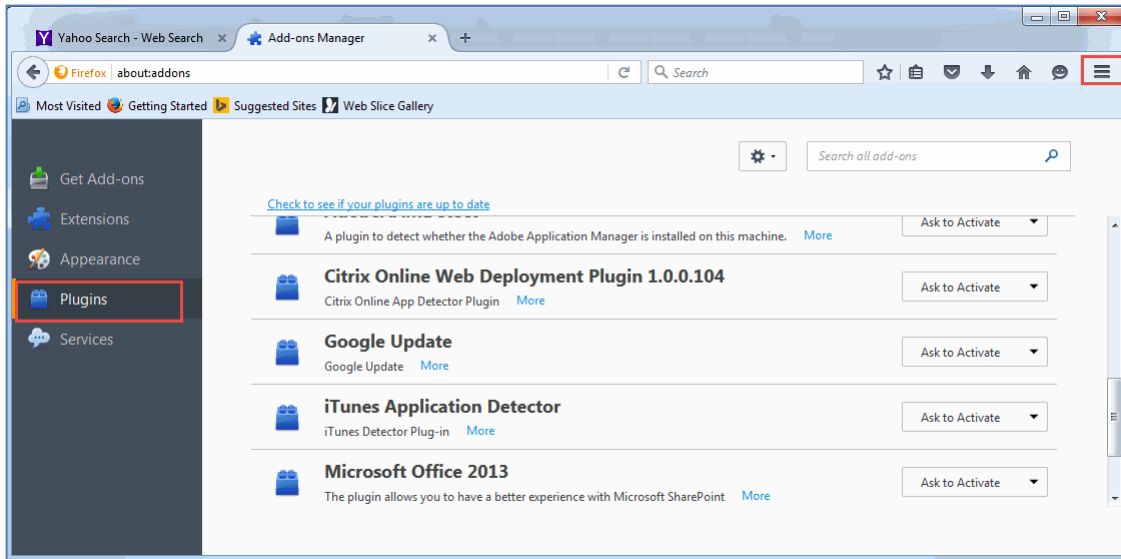 Yahoo Search - Web Search
Add-ons Manager
Firefox about:addons
Search
Most Visited Getting Started Suggested Sites Web Slice Gallery
Get Add-ons
Extensions
Appearance
Plugins
Services
Search all add-ons
Check to see if your plugins are up to date
A plugin to detect whether the Adobe Application Manager is installed on this machine. More
Ask to Activate
Citrix Online Web Deployment Plugin 1.0.0.104
Citrix Online App Detector Plugin More
Ask to Activate
Google Update
Google Update More
Ask to Activate
iTunes Application Detector
iTunes Detector Plug-in More
Ask to Activate
Microsoft Office 2013
The plugin allows you to have a better experience with Microsoft SharePoint More
Ask to Activate